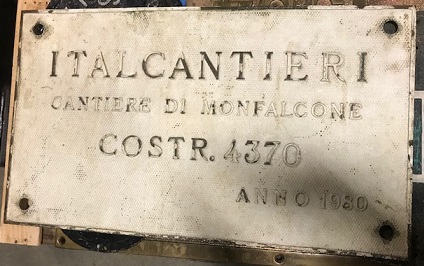 ITALCANTIERI
CANTIERE DI MONFALCONE
COSTR. 4370
ANNO 1980